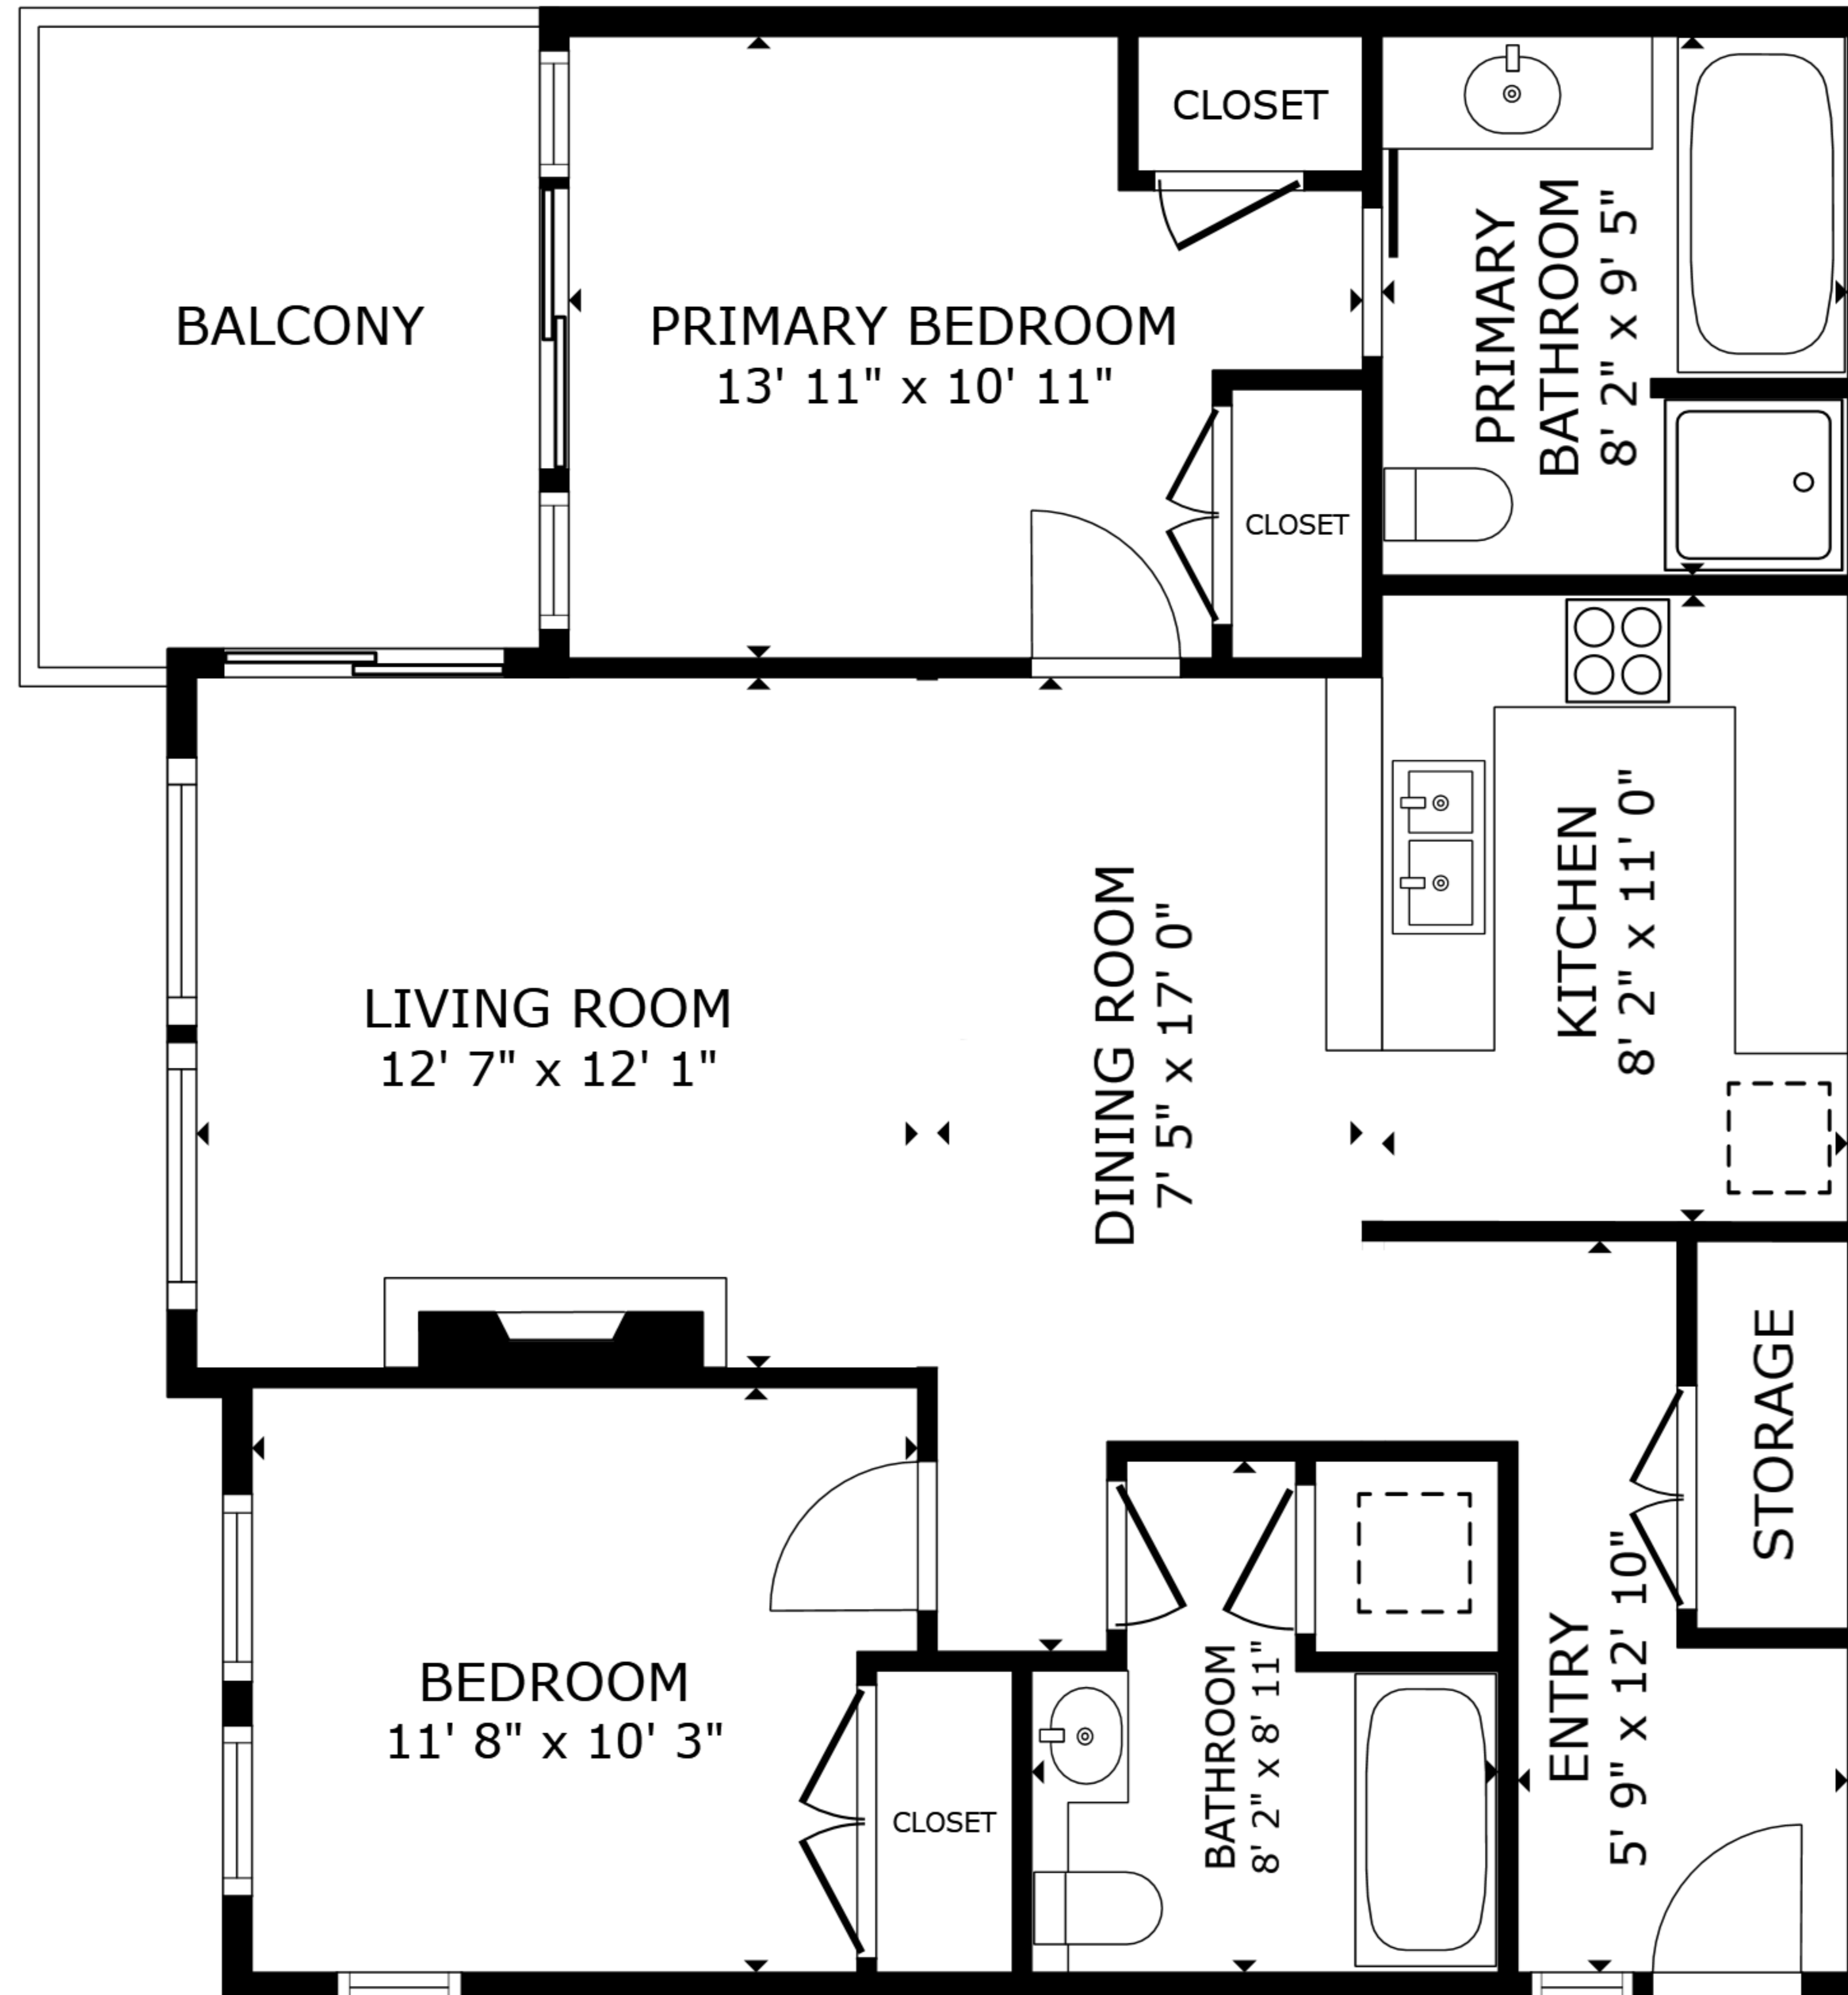 CLOSET
BALCONY
PRIMARY BEDROOM
13' 11" x 10' 11"
PRIMARY
BATHROOM
8' 2" x 9' 5"
CLOSET
LIVING ROOM
12' 7" x 12' 1"
DINING ROOM
7' 5" x 17' 0"
KITCHEN
8' 2" x 11' 0"
STORAGE
BEDROOM
11' 8" x 10' 3"
CLOSET
BATHROOM
8' 2" x 8' 11"
ENTRY
5' 9" x 12' 10"